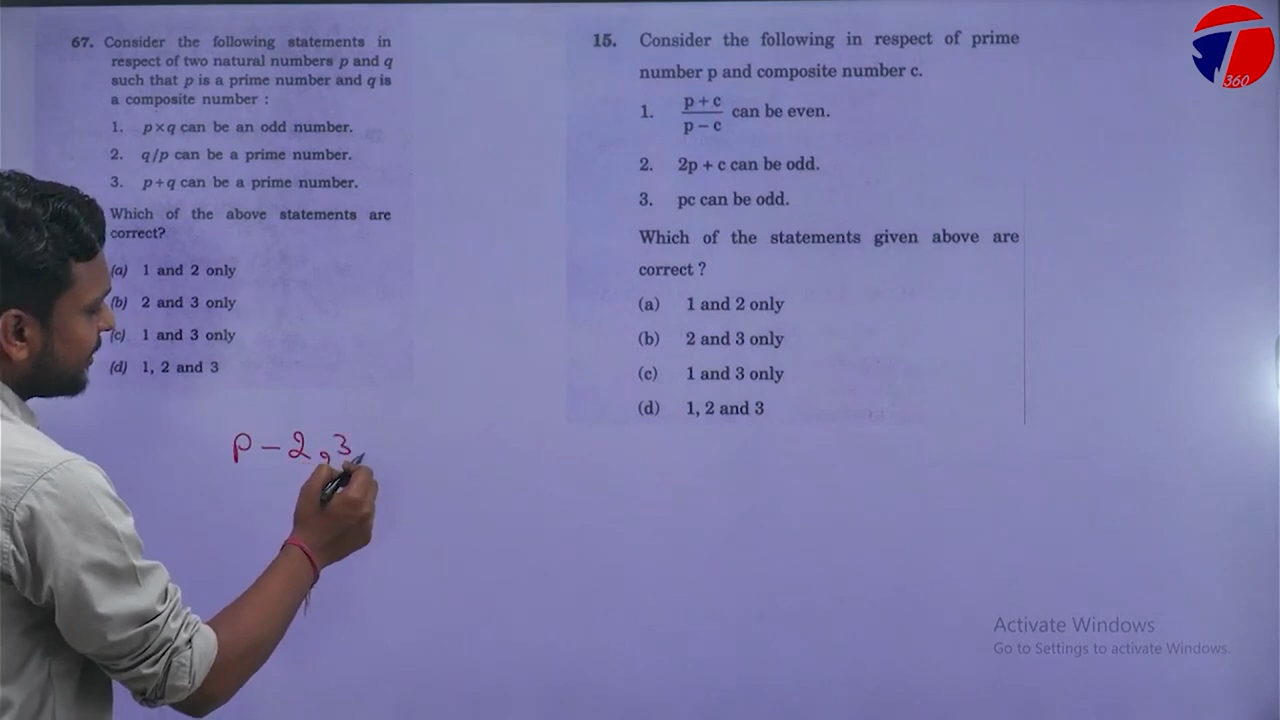 67. Consider the following statements in
respect of two natural numbers p and q
such that p is a prime number and q is
a composite number :
1. p×q can be an odd number.
2. q/p can be a prime number.
3. p+q can be a prime number.
Which of the above statements are
correct?
(a) 1 and 2 only
(b) 2 and 3 only
(c) 1 and 3 only
(d) 1, 2 and 3
P – 2, 3
15. Consider the following in respect of prime
number p and composite number c.
1. p + c
p – c can be even.
2. 2p + c can be odd.
3. pc can be odd.
Which of the statements given above are
correct ?
(a) 1 and 2 only
(b) 2 and 3 only
(c) 1 and 3 only
(d) 1, 2 and 3
T
360
Activate Windows
Go to Settings to activate Windows.